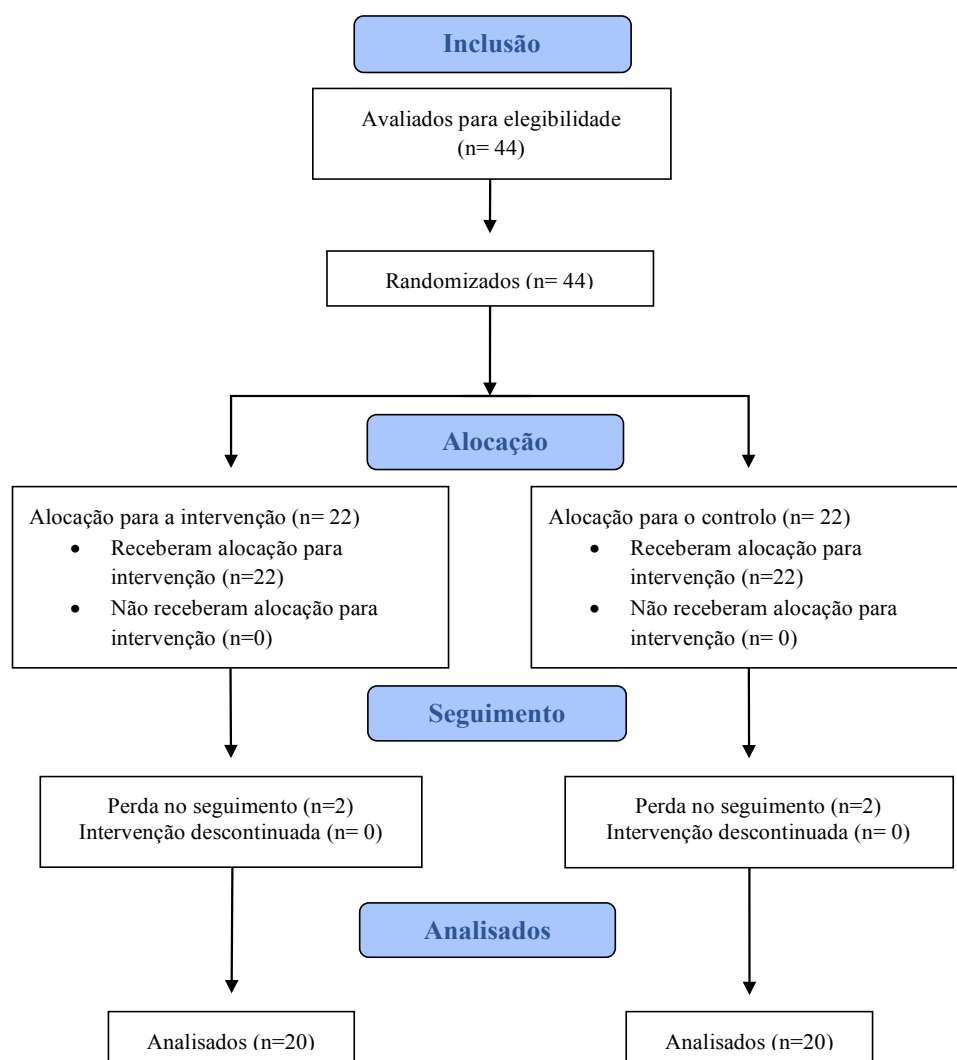 Inclusão
Avaliados para elegibilidade
(n= 44)
Randomizados (n= 44)
Alocação
Alocação para a intervenção (n= 22)
• Receberam alocação para
intervenção (n=22)
• Não receberam alocação para
intervenção (n=0)
Alocação para o controlo (n= 22)
• Receberam alocação para
intervenção (n=22)
• Não receberam alocação para
intervenção (n= 0)
Seguimento
Perda no seguimento (n=2)
Intervenção descontinuada (n= 0)
Perda no seguimento (n=2)
Intervenção descontinuada (n= 0)
Analisados
Analisados (n=20)
Analisados (n=20)